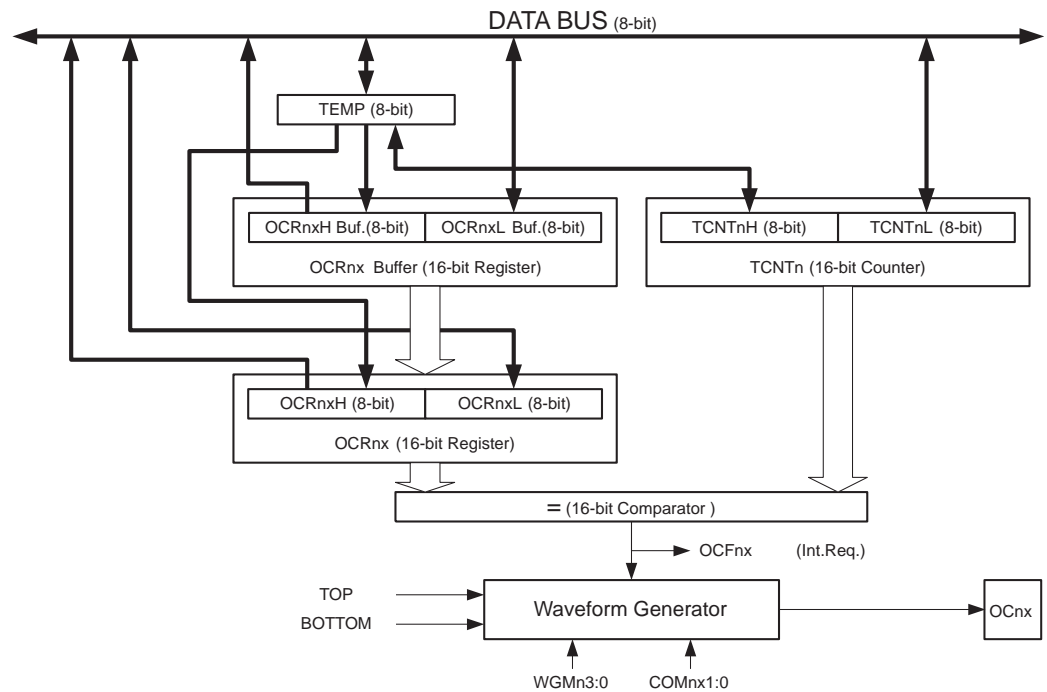 DATA BUS (8-bit)
TEMP (8-bit)
OCRnxH Buf.(8-bit)
OCRnxL Buf.(8-bit)
OCRnx Buffer (16-bit Register)
TCNTnH (8-bit)
TCNTnL (8-bit)
TCNTn (16-bit Counter)
OCRnxH (8-bit)
OCRnxL (8-bit)
OCRnx (16-bit Register)
= (16-bit Comparator )
OCFnx (Int.Req.)
TOP
BOTTOM
Waveform Generator
OCnx
WGMn3:0
COMnx1:0